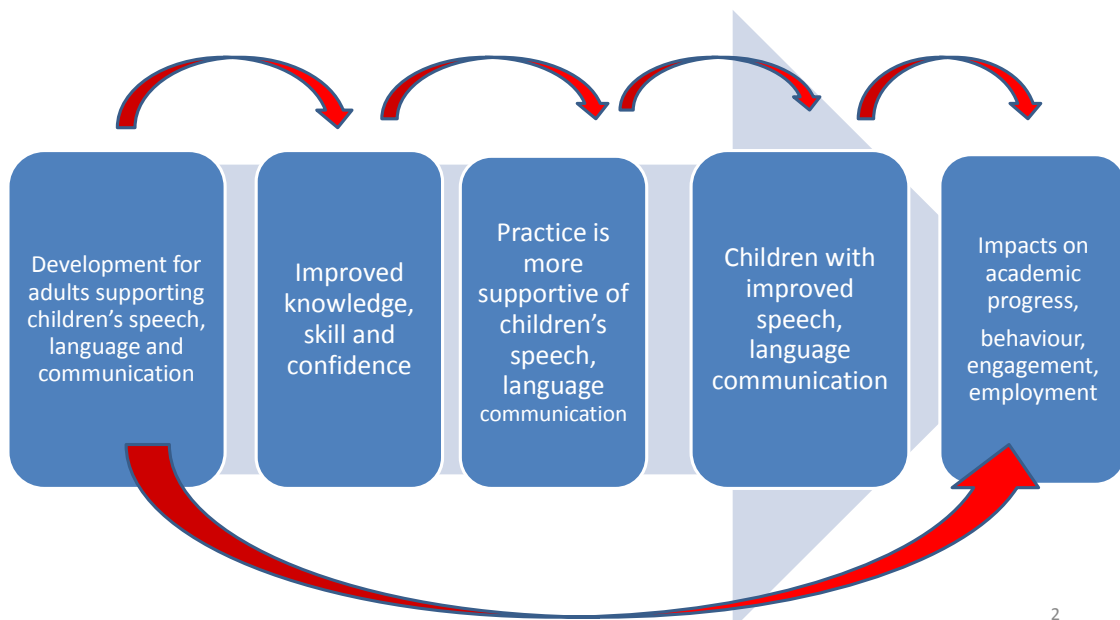 Development for
adults supporting
children’s speech,
language and
communication
Improved
knowledge,
skill and
confidence
Practice is
more
supportive of
children’s
speech,
language
communication
Children with
improved
speech,
language
communication
Impacts on
academic
progress,
behaviour,
engagement,
employment
2